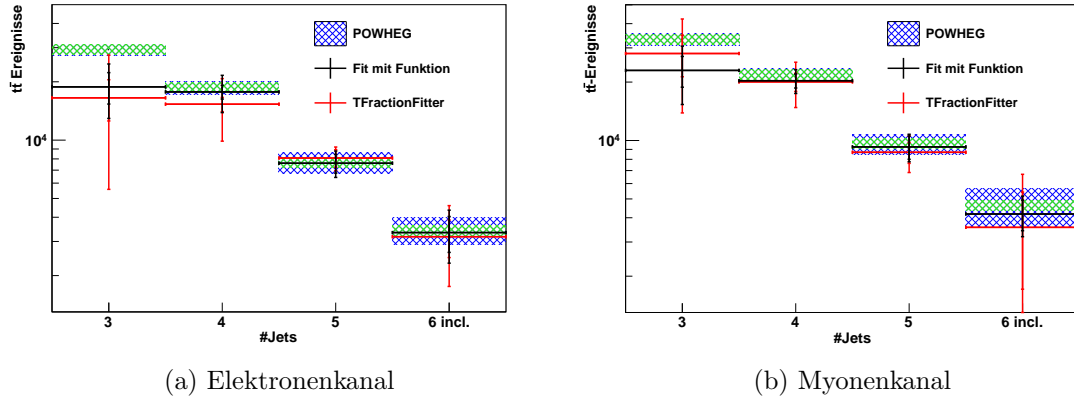 tt̄ Ereignisse
10⁴
POWHEG
Fit mit Funktion
TFractionFitter
3 4 5 6 incl.
#Jets
(a) Elektronenkanal
tt̄-Ereignisse
10⁴
POWHEG
Fit mit Funktion
TFractionFitter
3 4 5 6 incl.
#Jets
(b) Myonenkanal